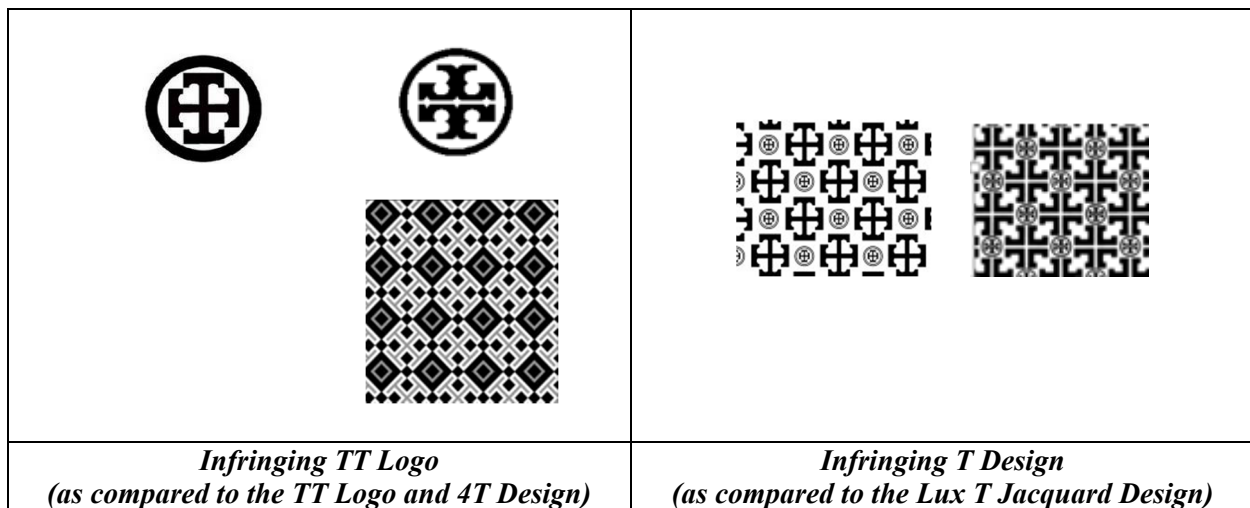 Infringing TT Logo
(as compared to the TT Logo and 4T Design)
Infringing T Design
(as compared to the Lux T Jacquard Design)